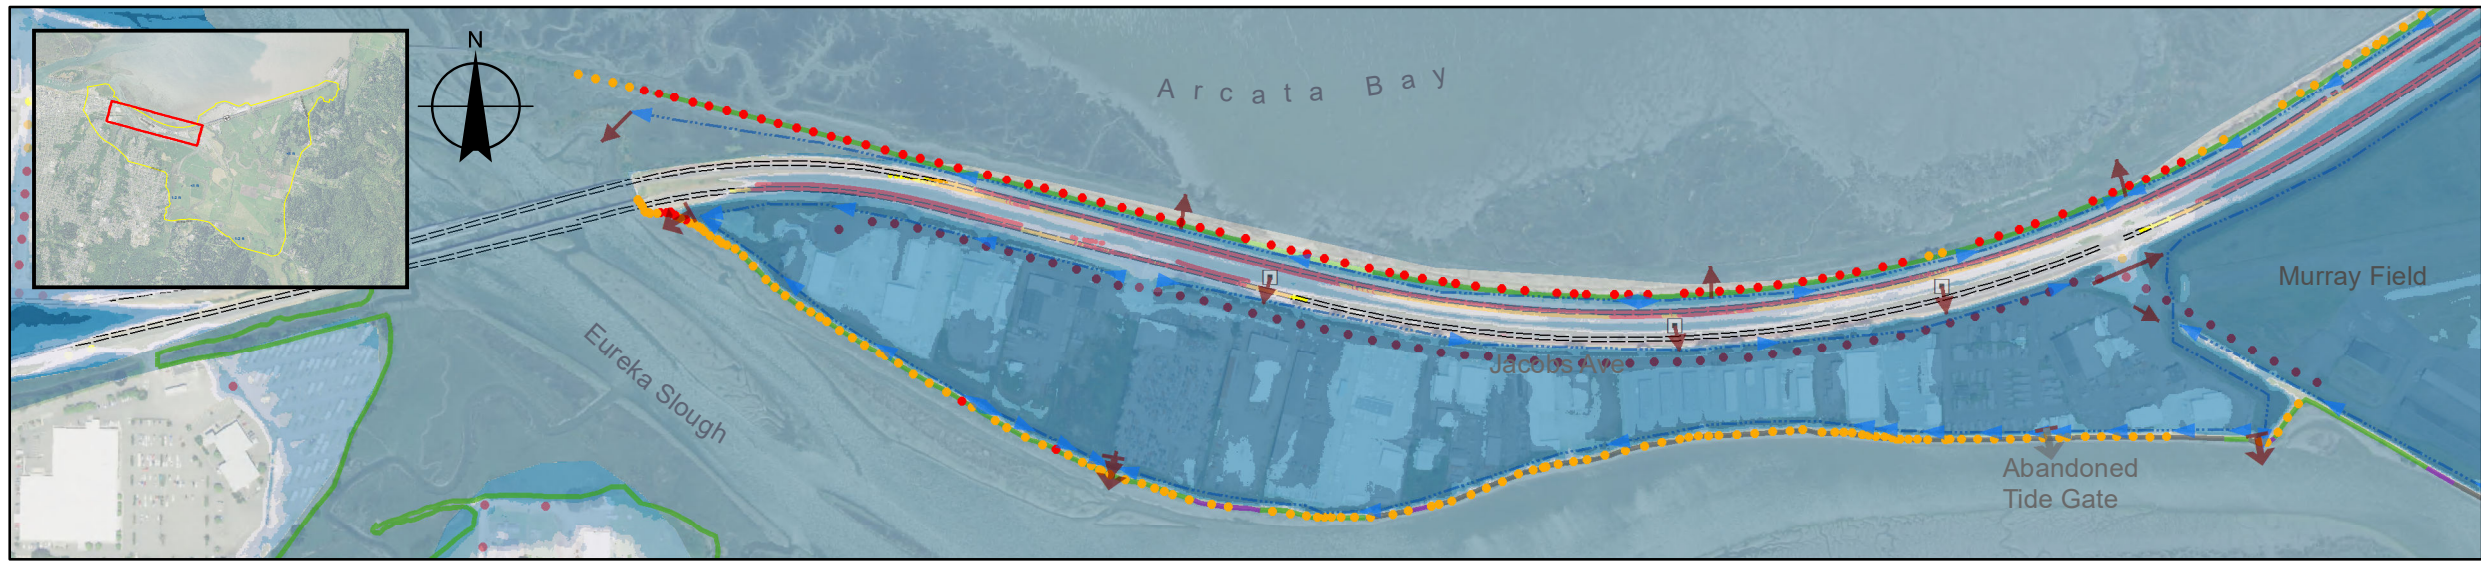 N
Arcata Bay
Murray Field
Eureka Slough
Jacobs Ave
Abandoned
Tide Gate